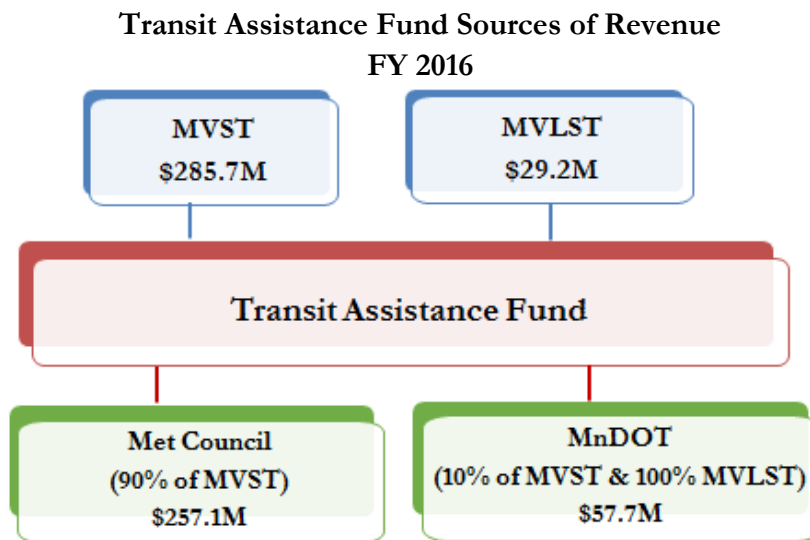 Transit Assistance Fund Sources of Revenue
FY 2016
MVST
$285.7M
MVLST
$29.2M
Transit Assistance Fund
Met Council
(90% of MVST)
$257.1M
MnDOT
(10% of MVST & 100% MVLST)
$57.7M